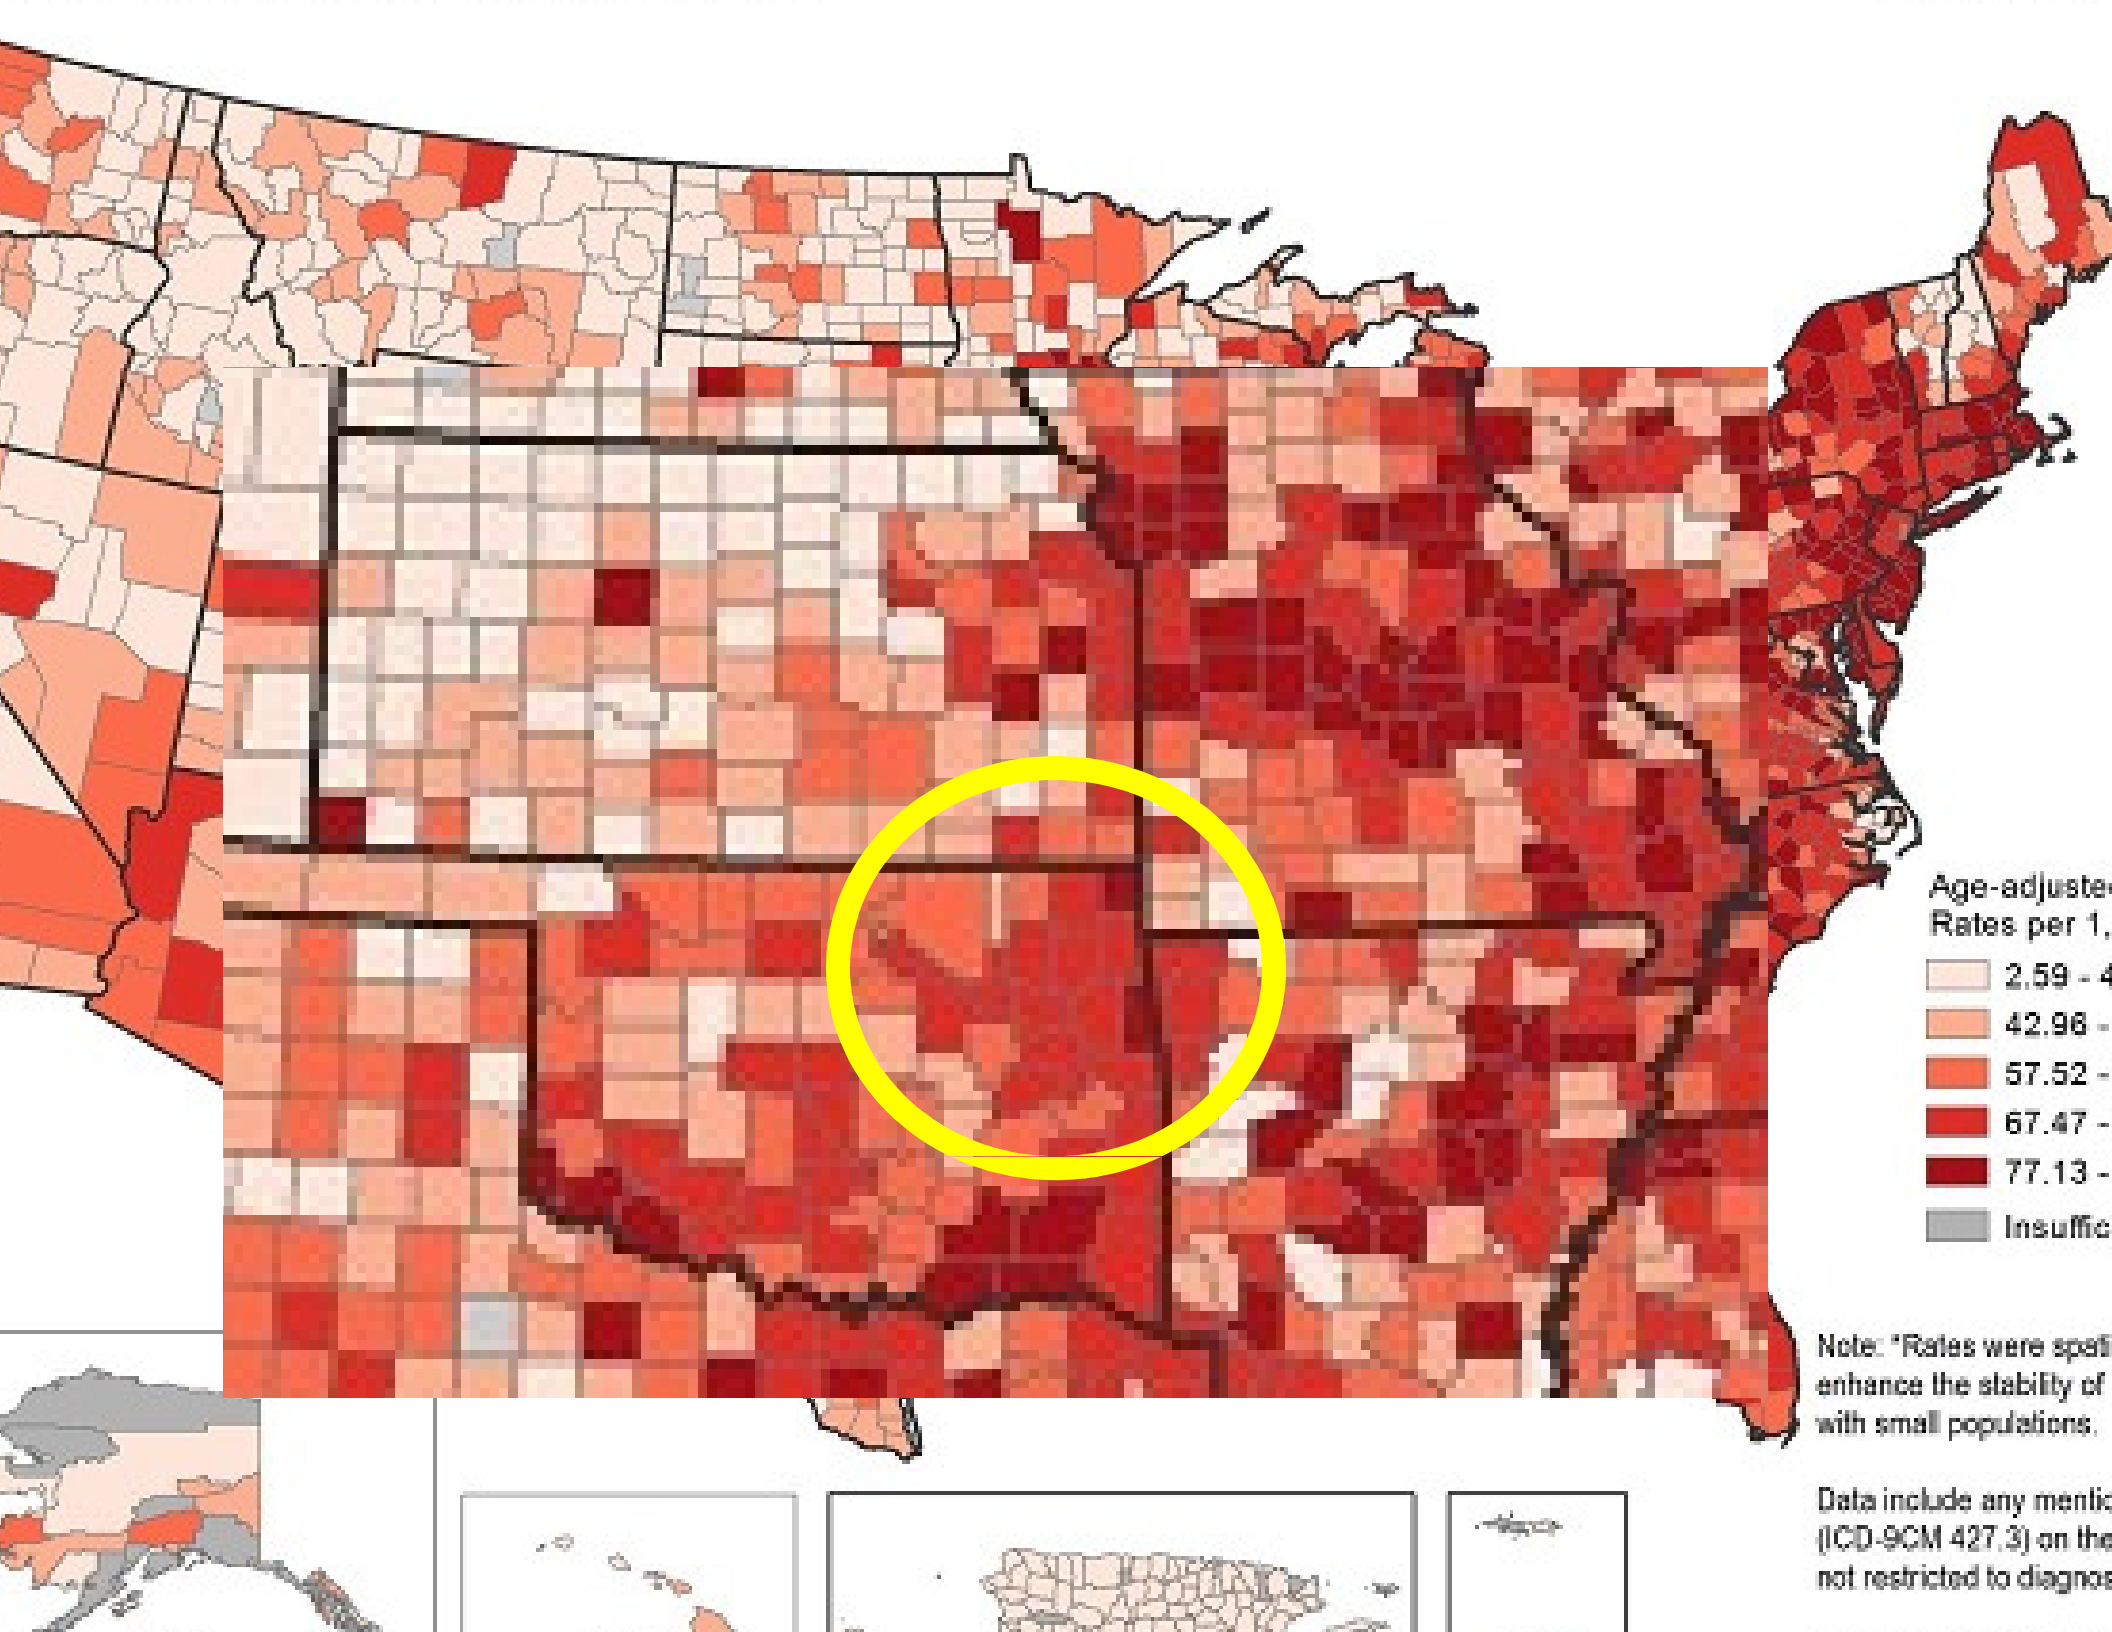 Age-adjuste
Rates per 1,
2.59 - 4
42.96 -
57.52 -
67.47 -
77.13 -
Insuffic
Note: *Rates were spati
enhance the stability of
with small populations.
Data include any mentic
(ICD-9CM 427.3) on the
not restricted to diagnos